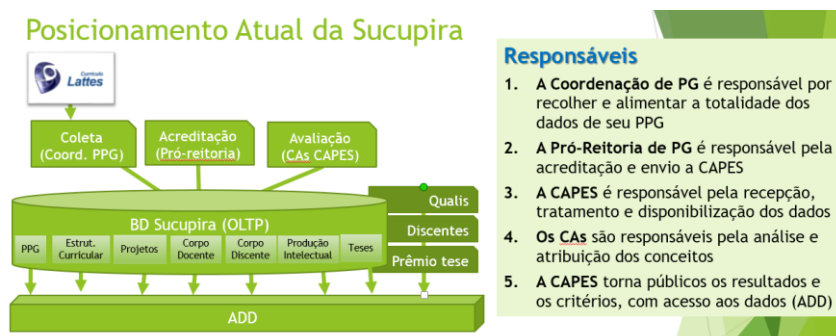 Posicionamento Atual da Sucupira
Currículo
Lattes
Coleta
(Coord. PPG)
Acreditação
(Pró-reitoria)
Avaliação
(CAs CAPES)
BD Sucupira (OLTP)
PPG
Estrut.
Curricular
Projetos
Corpo
Docente
Corpo
Discente
Produção
Intelectual
Teses
Qualis
Discentes
Prêmio tese
ADD
Responsáveis
1. A Coordenação de PG é responsável por
recolher e alimentar a totalidade dos
dados de seu PPG
2. A Pró-Reitoria de PG é responsável pela
acreditação e envio a CAPES
3. A CAPES é responsável pela recepção,
tratamento e disponibilização dos dados
4. Os CAs são responsáveis pela análise e
atribuição dos conceitos
5. A CAPES torna públicos os resultados e
os critérios, com acesso aos dados (ADD)